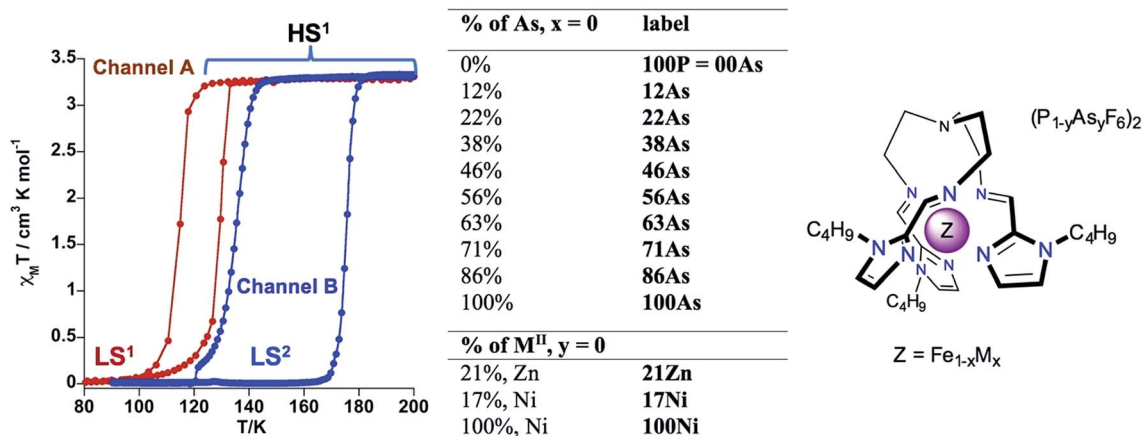 HS¹
Channel A
3.5
3
2.5
2
1.5
1
0.5
0
χMT / cm³ K mol⁻¹
Channel B
LS¹
LS²
80 100 120 140 160 180 200
T/K
% of As, x = 0 label
0% 100P = 00As
12% 12As
22% 22As
38% 38As
46% 46As
56% 56As
63% 63As
71% 71As
86% 86As
100% 100As
% of Mᴵᴵ, y = 0
21%, Zn 21Zn
17%, Ni 17Ni
100%, Ni 100Ni
(P₁₋yAsyF₆)₂
N
N N N
C₄H₉ Z C₄H₉
N N N N N
N
C₄H₉
Z = Fe₁₋ₓMₓ